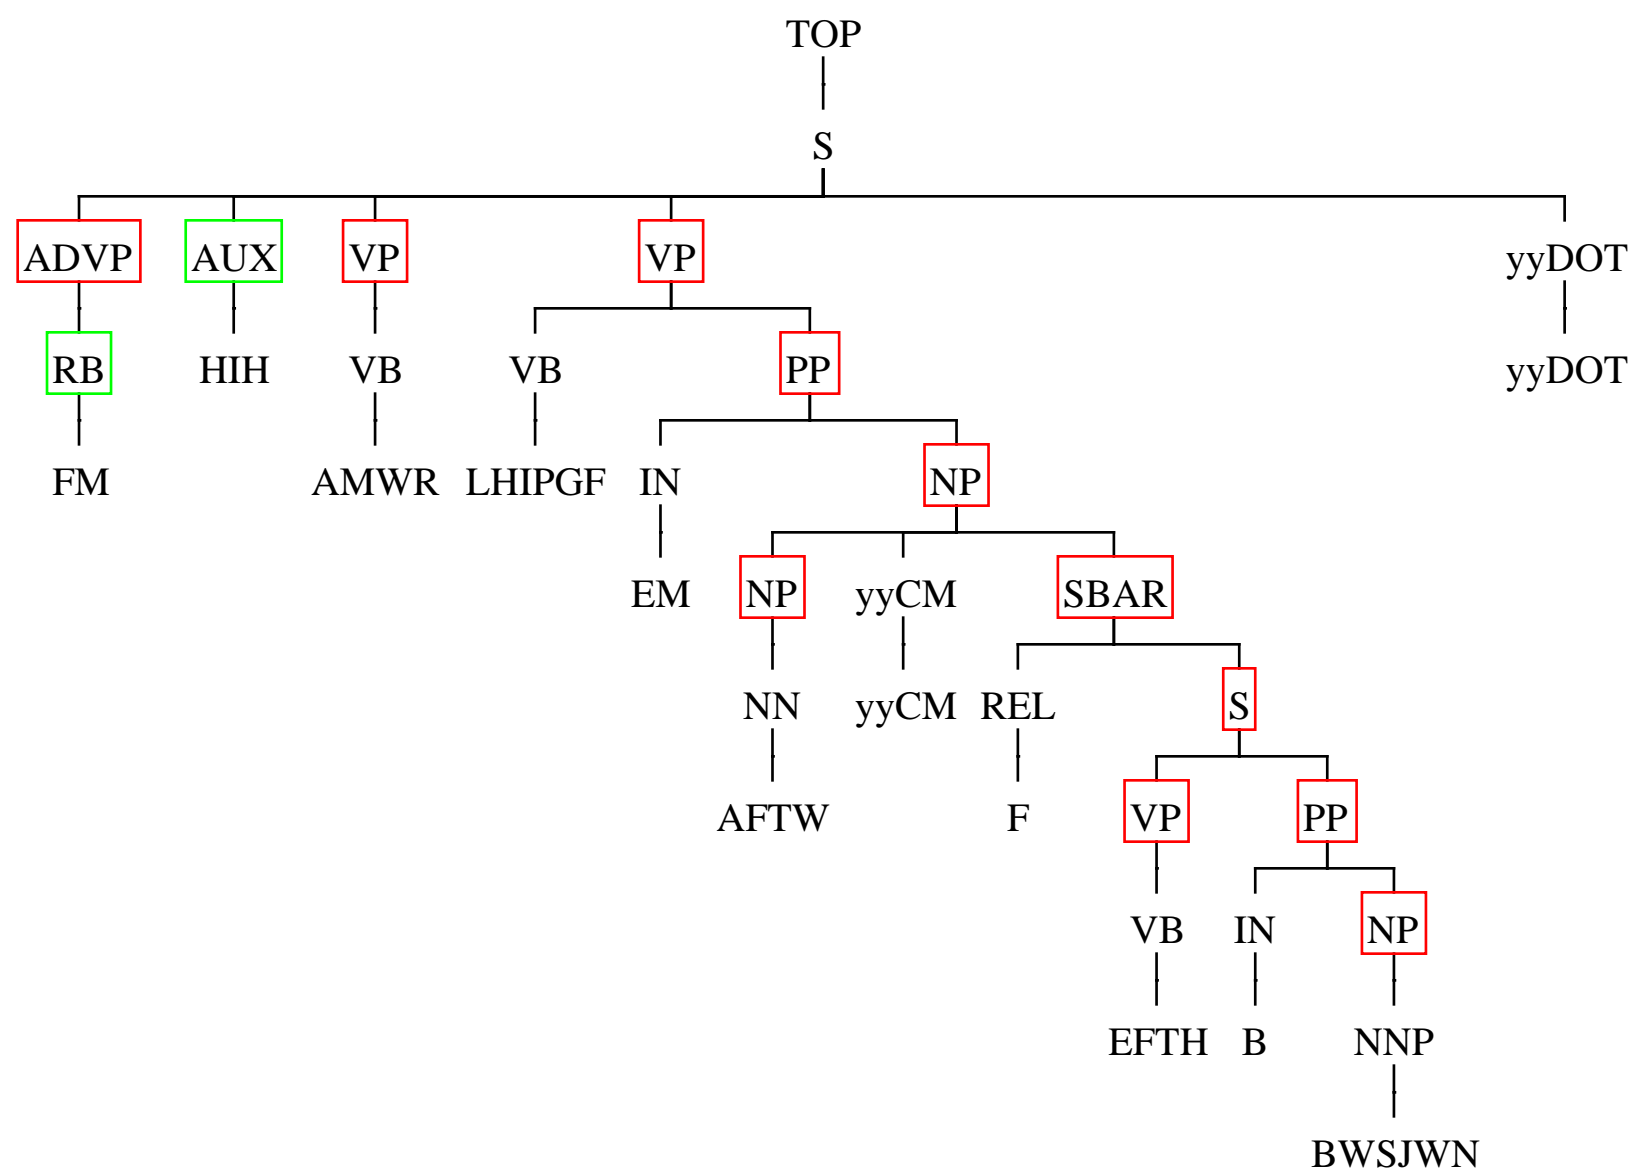 TOP
S
ADVP AUX VP VP yyDOT
RB HIH VB VB PP yyDOT
FM AMWR LHIPGF IN NP
EM NP yyCM SBAR
NN yyCM REL S
AFTW F VP PP
VB IN NP
EFTH B NNP
BWSJWN